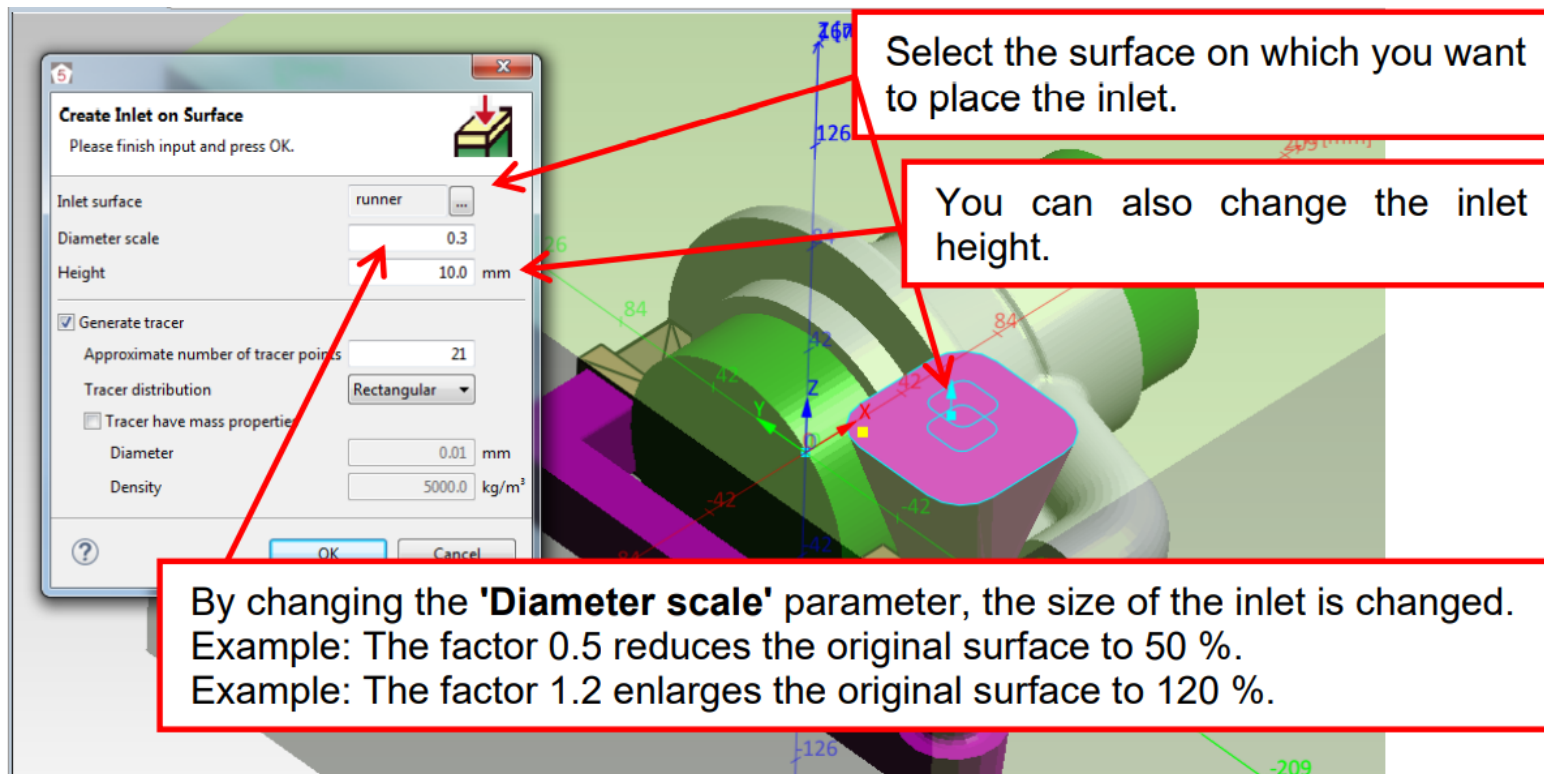 Select the surface on which you want
to place the inlet.
You can also change the inlet
height.
5
Create Inlet on Surface
Please finish input and press OK.
Inlet surface runner ...
Diameter scale 0.3
Height 10.0 mm
Generate tracer
Approximate number of tracer points 21
Tracer distribution Rectangular
Tracer have mass properties
Diameter 0.01 mm
Density 5000.0 kg/m³
? OK Cancel
By changing the 'Diameter scale' parameter, the size of the inlet is changed.
Example: The factor 0.5 reduces the original surface to 50 %.
Example: The factor 1.2 enlarges the original surface to 120 %.
126
209 [mm]
84
26
84
84
42
42
42
Z
Y
X
0
-42
-42
-42
-84
-126
-209